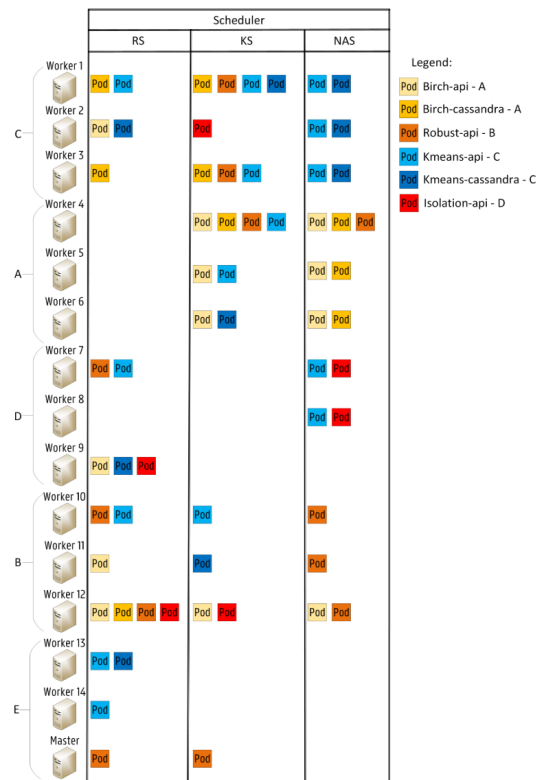 Scheduler
RS KS NAS
Legend:
Pod Birch-api - A
Pod Birch-cassandra - A
Pod Robust-api - B
Pod Kmeans-api - C
Pod Kmeans-cassandra - C
Pod Isolation-api - D
Worker 1
Pod Pod Pod Pod Pod Pod Pod Pod
Worker 2
C Pod Pod Pod Pod Pod
Worker 3
Pod Pod Pod Pod Pod Pod
Worker 4
Pod Pod Pod Pod Pod Pod Pod
Worker 5
A Pod Pod Pod Pod
Worker 6
Pod Pod Pod Pod
Worker 7
Pod Pod Pod Pod
Worker 8
D Pod Pod
Worker 9
Pod Pod Pod
Worker 10
Pod Pod Pod Pod
Worker 11
B Pod Pod Pod
Worker 12
Pod Pod Pod Pod Pod Pod Pod Pod
Worker 13
Pod Pod
Worker 14
E Pod
Master
Pod Pod